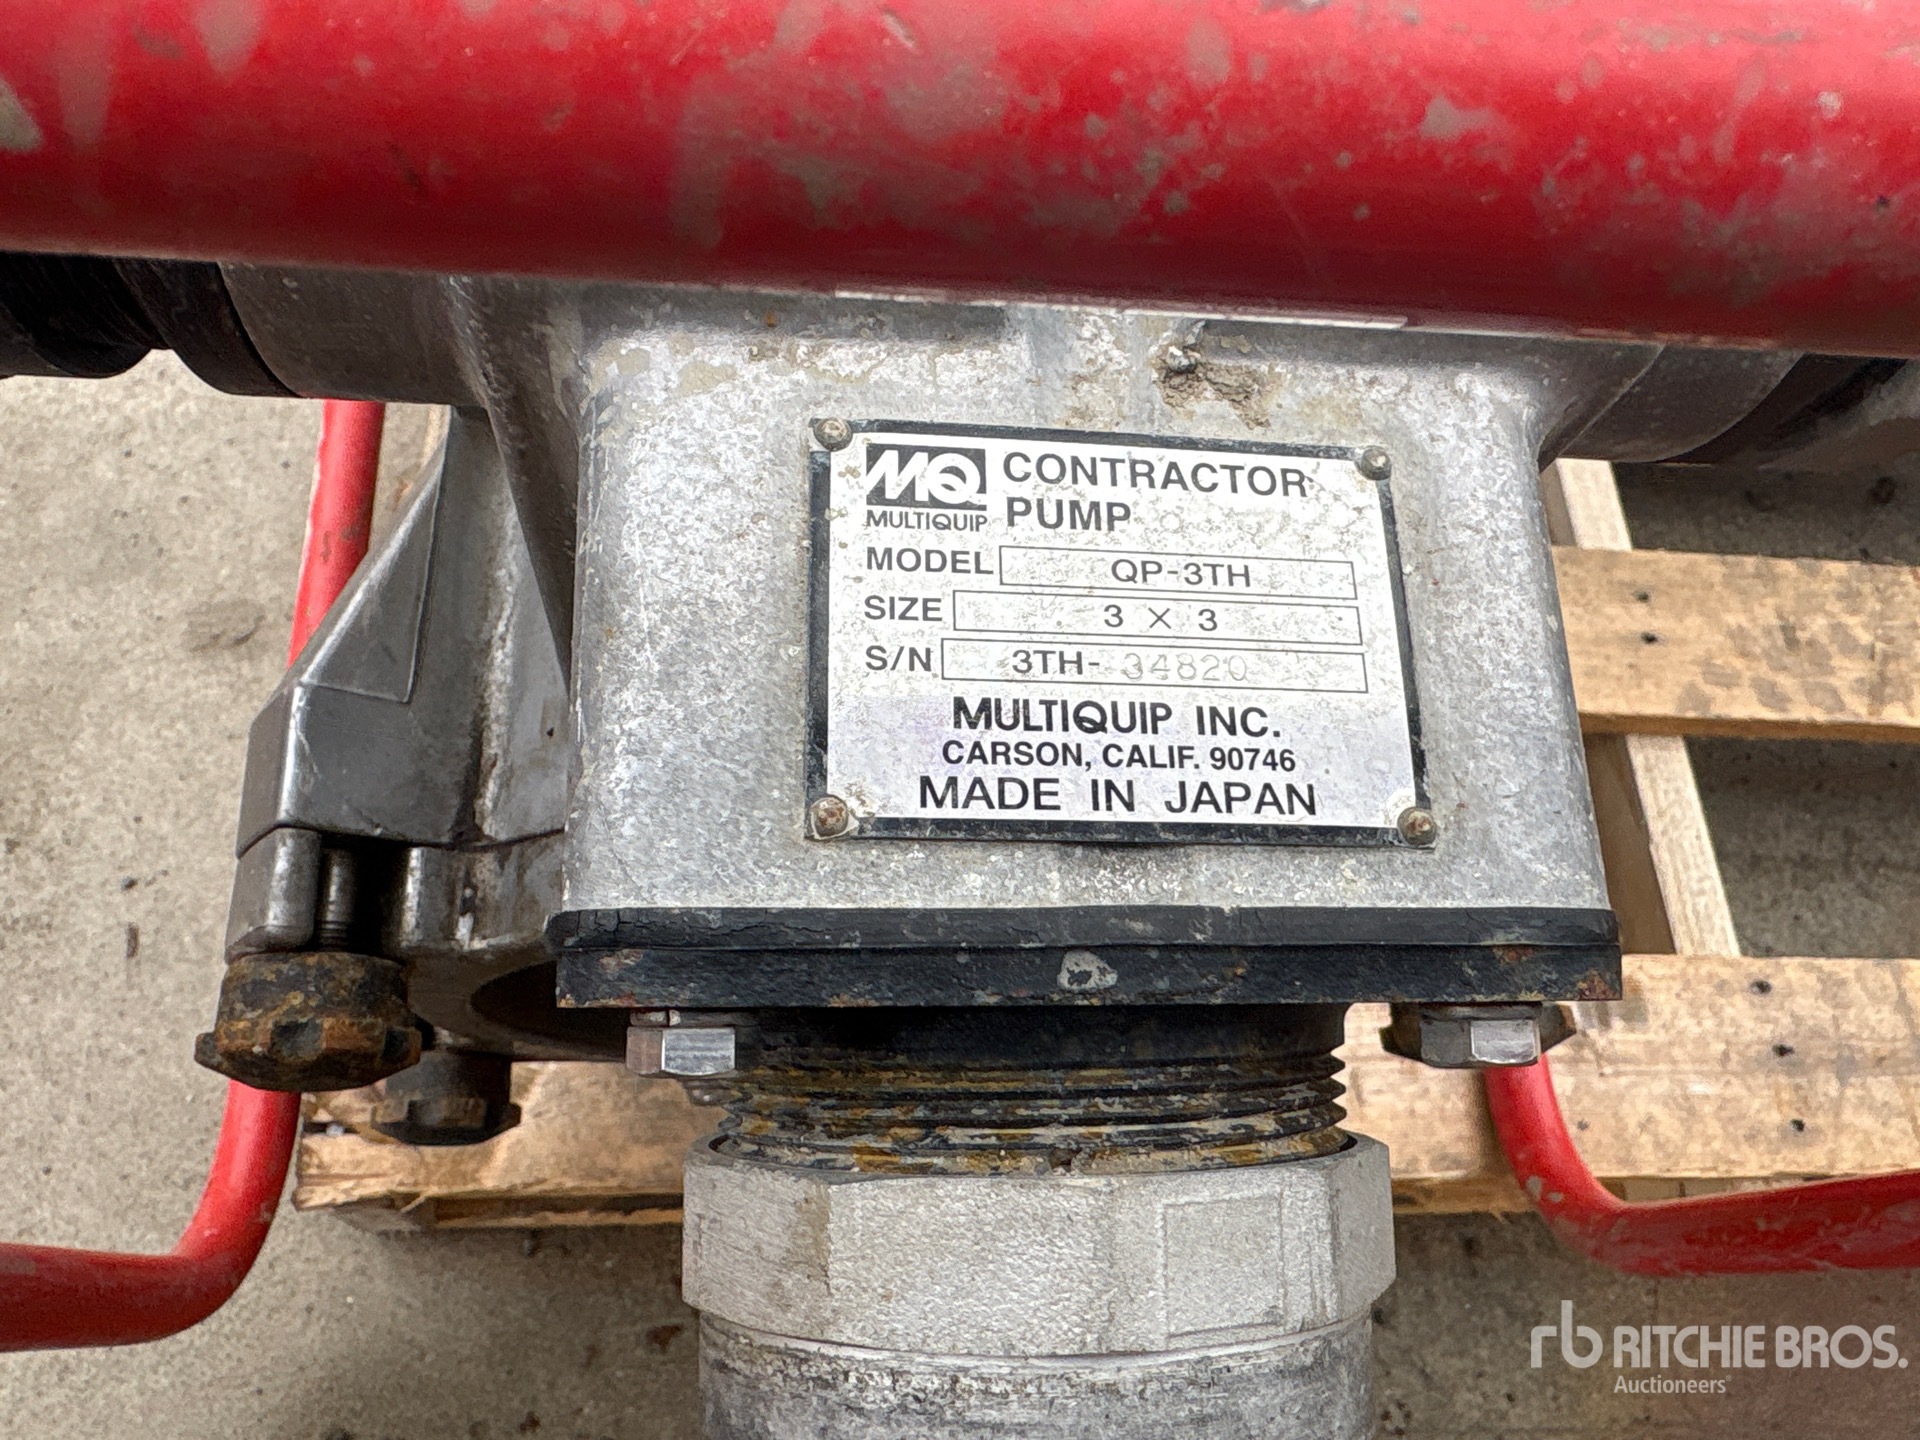 MQ CONTRACTOR
MULTIQUIP PUMP
MODEL QP-3TH
SIZE 3 × 3
S/N 3TH- 34820
MULTIQUIP INC.
CARSON, CALIF. 90746
MADE IN JAPAN
rb RITCHIE BROS.
Auctioneers